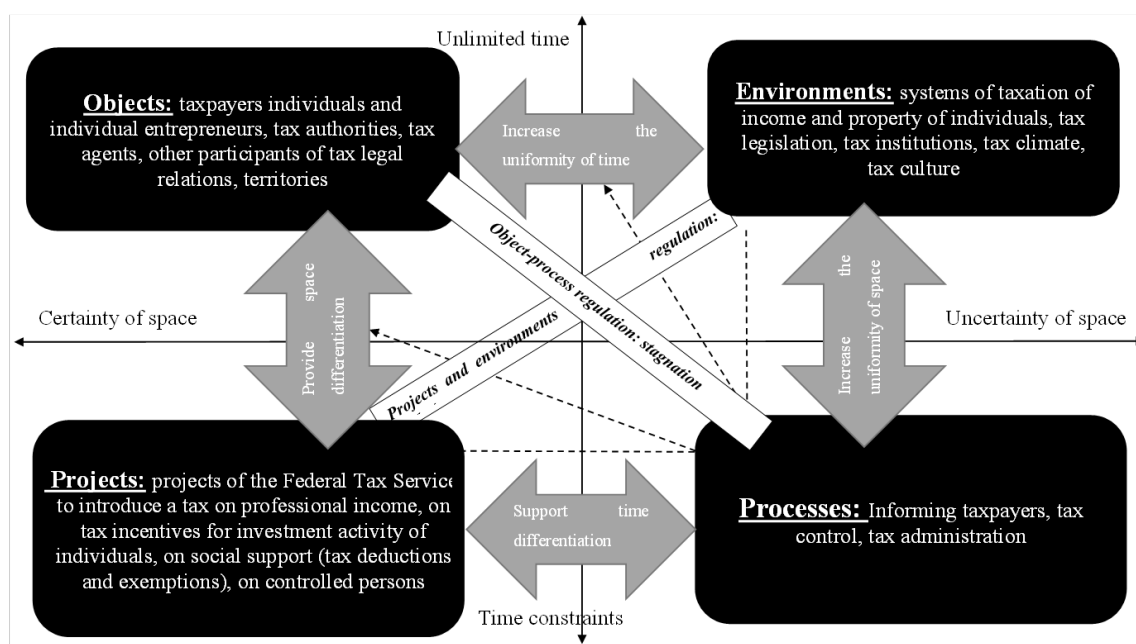 Unlimited time
Objects: taxpayers individuals and
individual entrepreneurs, tax authorities, tax
agents, other participants of tax legal
relations, territories
Increase the
uniformity of time
Environments: systems of taxation of
income and property of individuals, tax
legislation, tax institutions, tax climate,
tax culture
Certainty of space
Uncertainty of space
Provide space
differentiation
Object-process regulation: stagnation
Projects and environments
regulation:
Increase the
uniformity of space
Projects: projects of the Federal Tax Service
to introduce a tax on professional income, on
tax incentives for investment activity of
individuals, on social support (tax deductions
and exemptions), on controlled persons
Support time
differentiation
Processes: Informing taxpayers, tax
control, tax administration
Time constraints